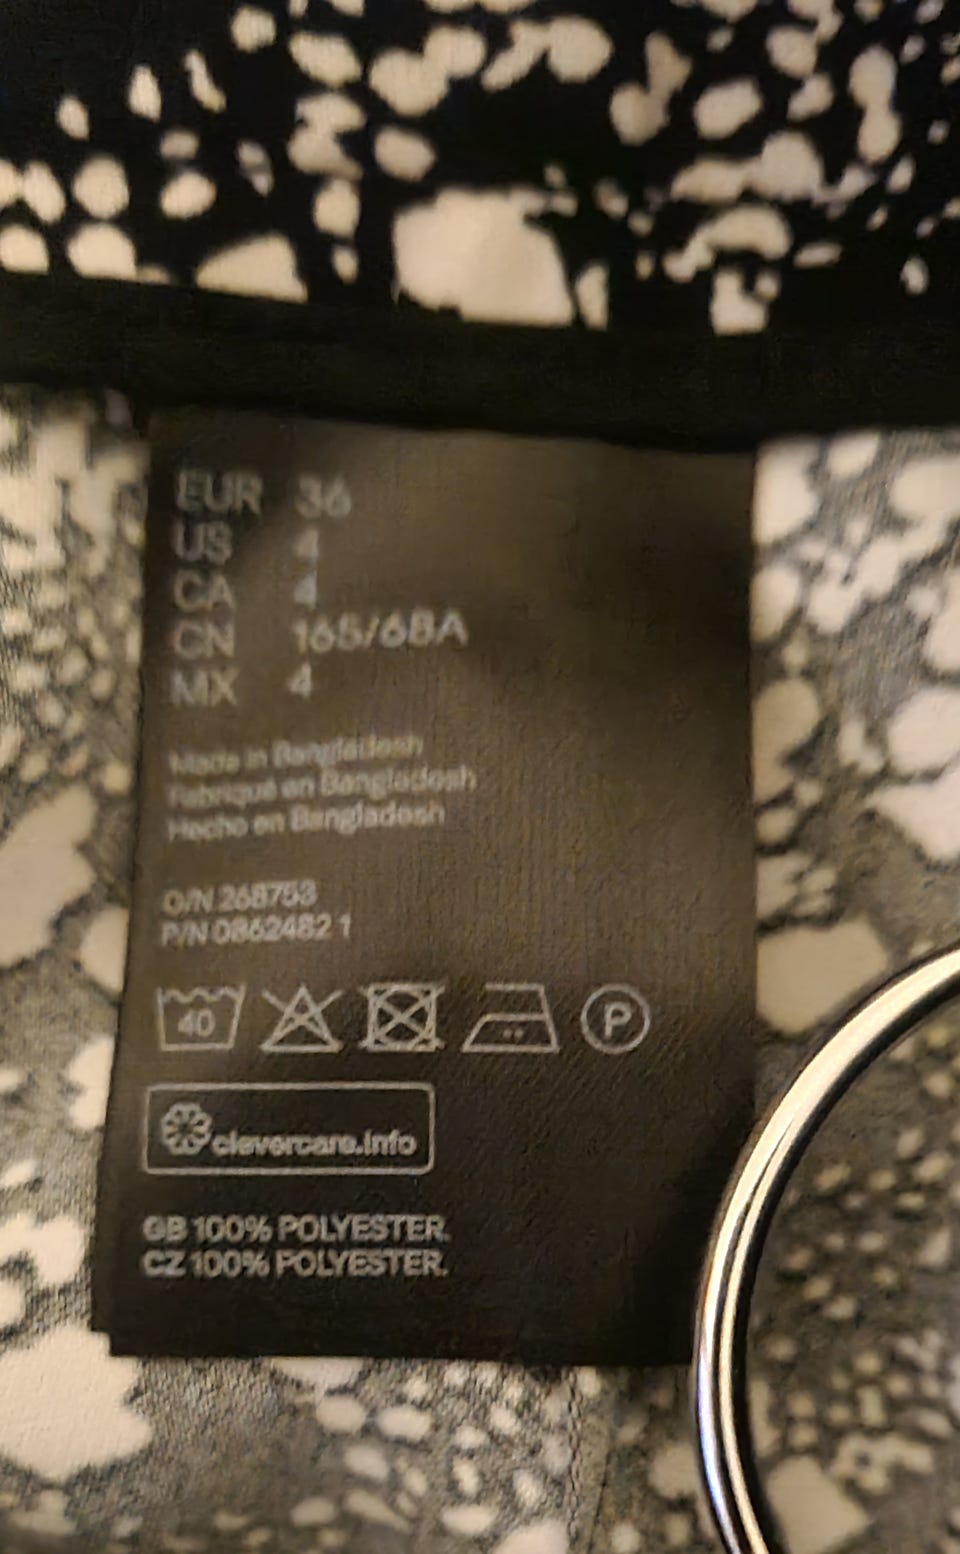 EUR 36
US 4
CA 4
CN 165/68A
MX 4
Made in Bangladesh
Fabriqué en Bangladesh
Hecho en Bangladesh
O/N 268753
P/N 0862482 1
40
P
clevercare.info
GB 100% POLYESTER.
CZ 100% POLYESTER.